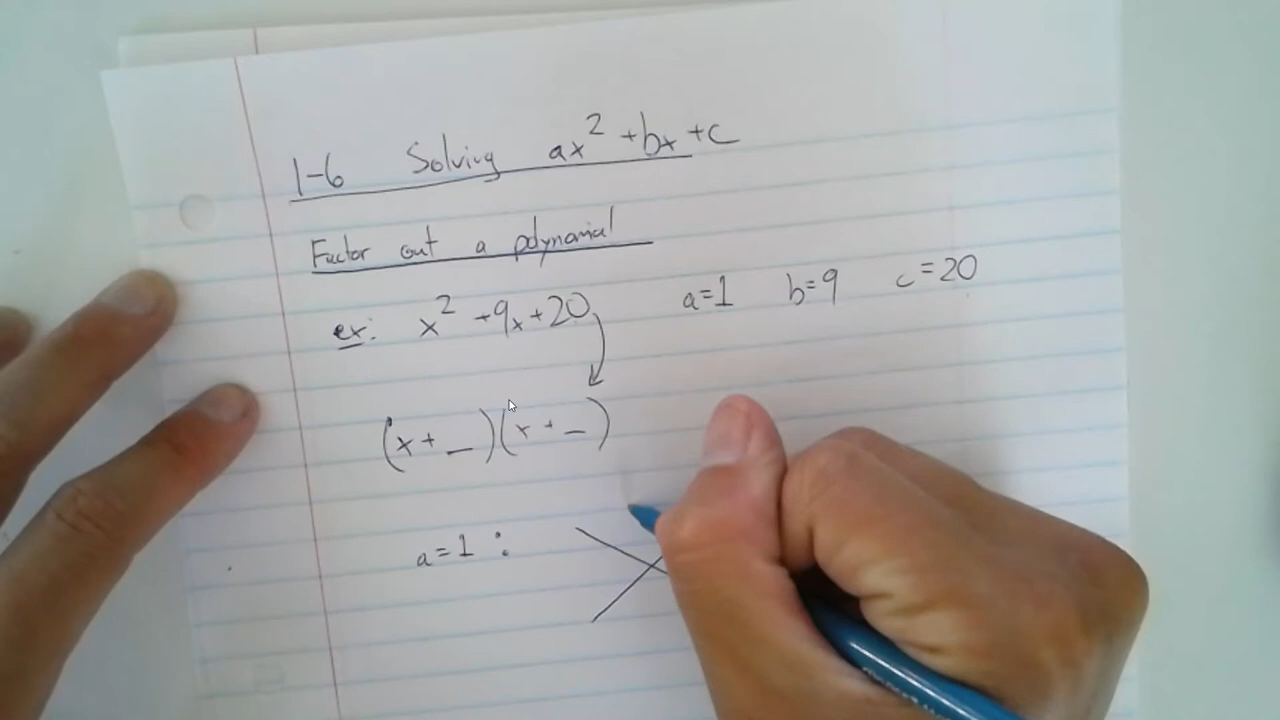 1-6 Solving ax² +bx +c
Factor out a polynomial
ex: x² +9x +20 a=1 b=9 c=20
(x + _)(x + _)
a=1 :